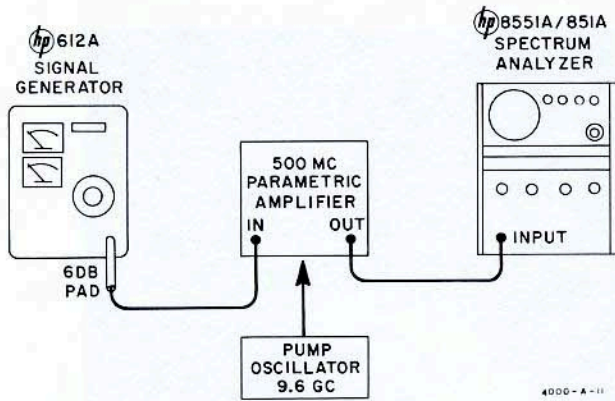 hp 612A
SIGNAL
GENERATOR
6DB
PAD
500 MC
PARAMETRIC
AMPLIFIER
IN OUT
PUMP
OSCILLATOR
9.6 GC
hp 8551A/851A
SPECTRUM
ANALYZER
INPUT
4000-A-11